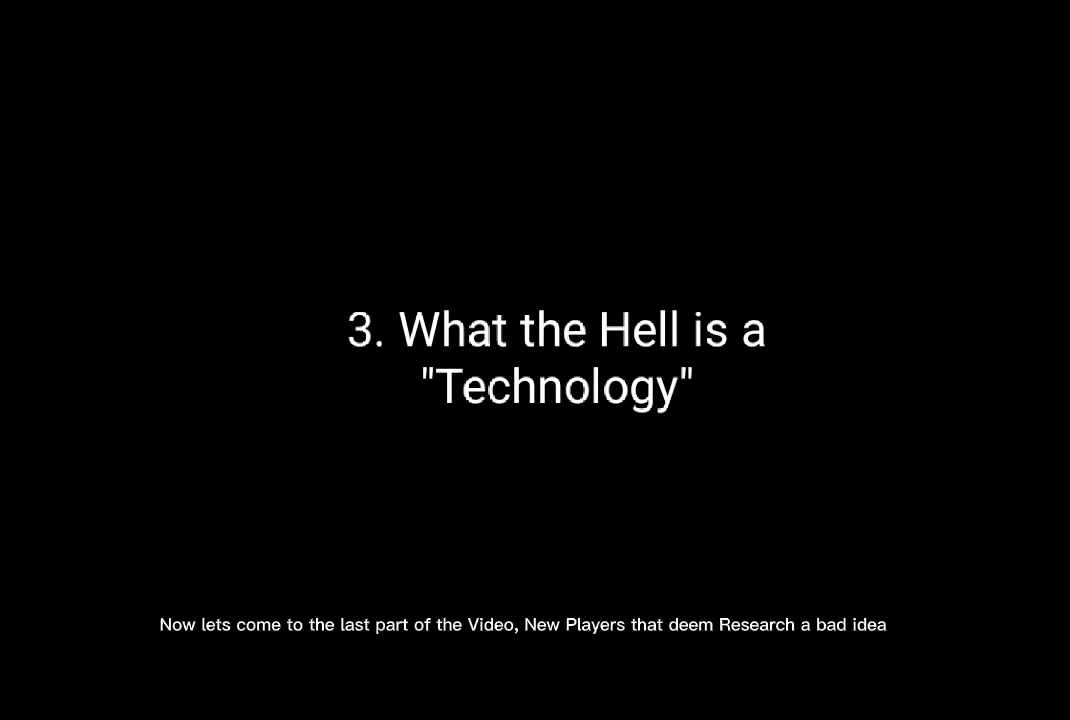 3. What the Hell is a
"Technology"
Now lets come to the last part of the Video, New Players that deem Research a bad idea